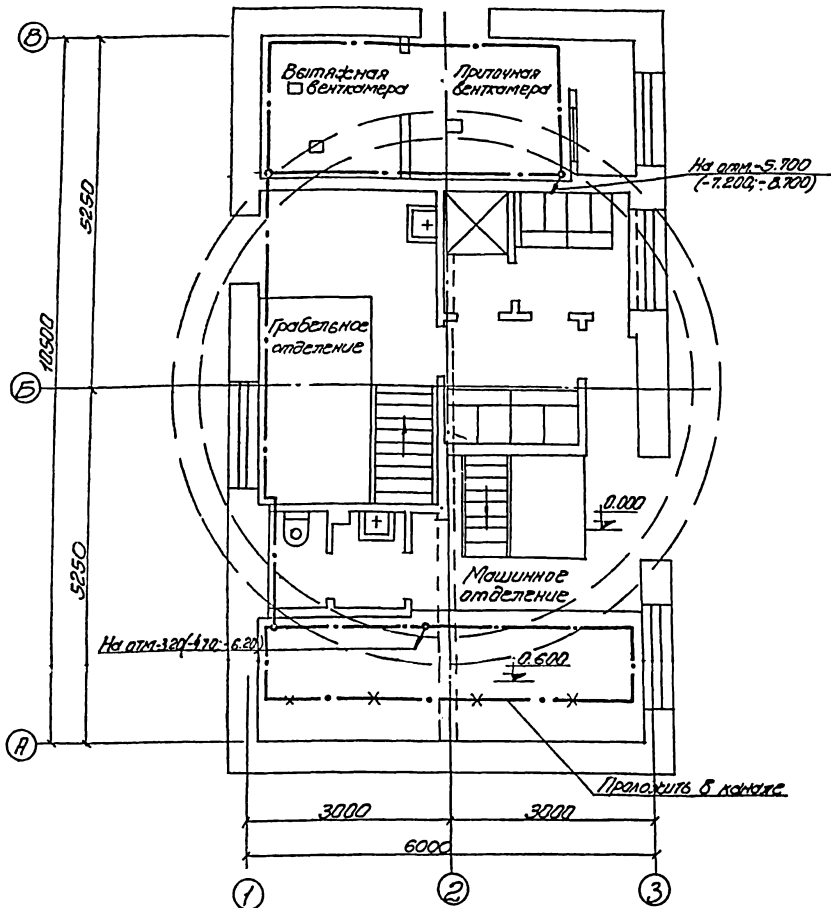 В
Вытяжная
венткамера
Приточная
венткамера
На отм.-5.700
(-7.200;-8.700)
5250
10500
Грабельное
отделение
Б
0.000
5250
Машинное
отделение
На отм-3.20(-4.70;-6.20)
0.600
А
Проложить в канале
3000
3000
6000
1
2
3